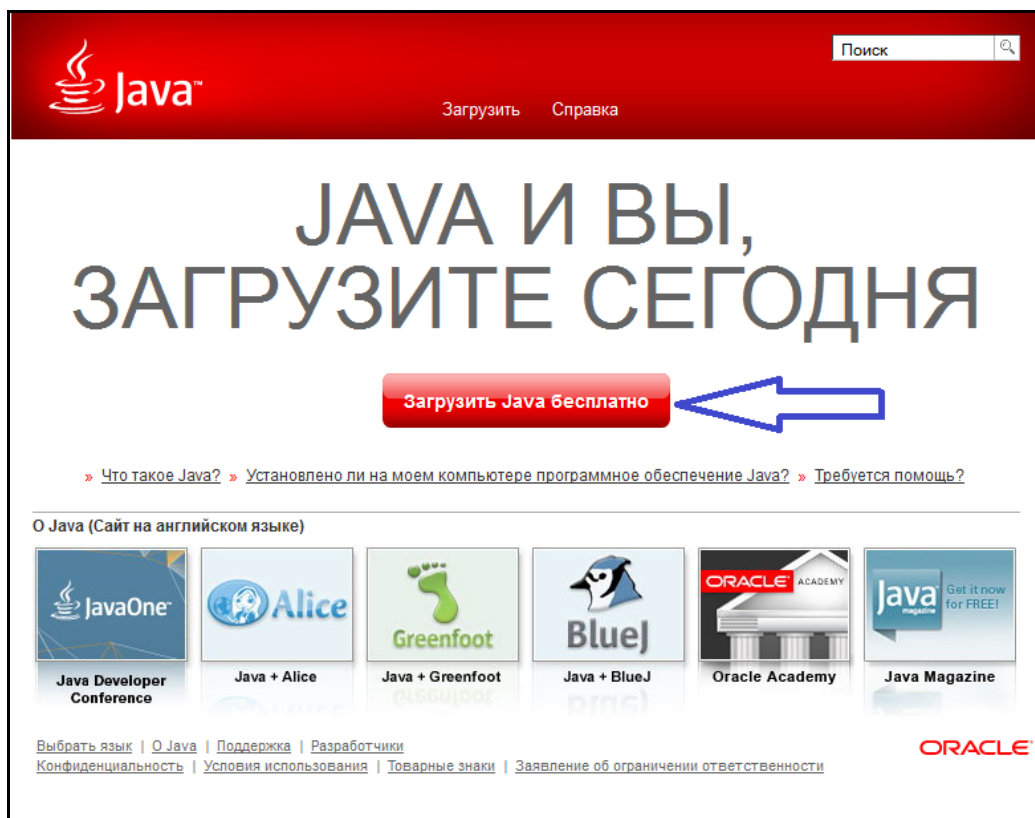 Java™
Поиск
Загрузить Справка
JAVA И ВЫ,
ЗАГРУЗИТЕ СЕГОДНЯ
Загрузить Java бесплатно
» Что такое Java? » Установлено ли на моем компьютере программное обеспечение Java? » Требуется помощь?
О Java (Сайт на английском языке)
JavaOne™
Alice
Greenfoot
BlueJ
ORACLE® ACADEMY
Java magazine
Get it now
for FREE!
Java Developer
Conference
Java + Alice
Java + Greenfoot
Java + BlueJ
Oracle Academy
Java Magazine
Выбрать язык | О Java | Поддержка | Разработчики
Конфиденциальность | Условия использования | Товарные знаки | Заявление об ограничении ответственности
ORACLE®